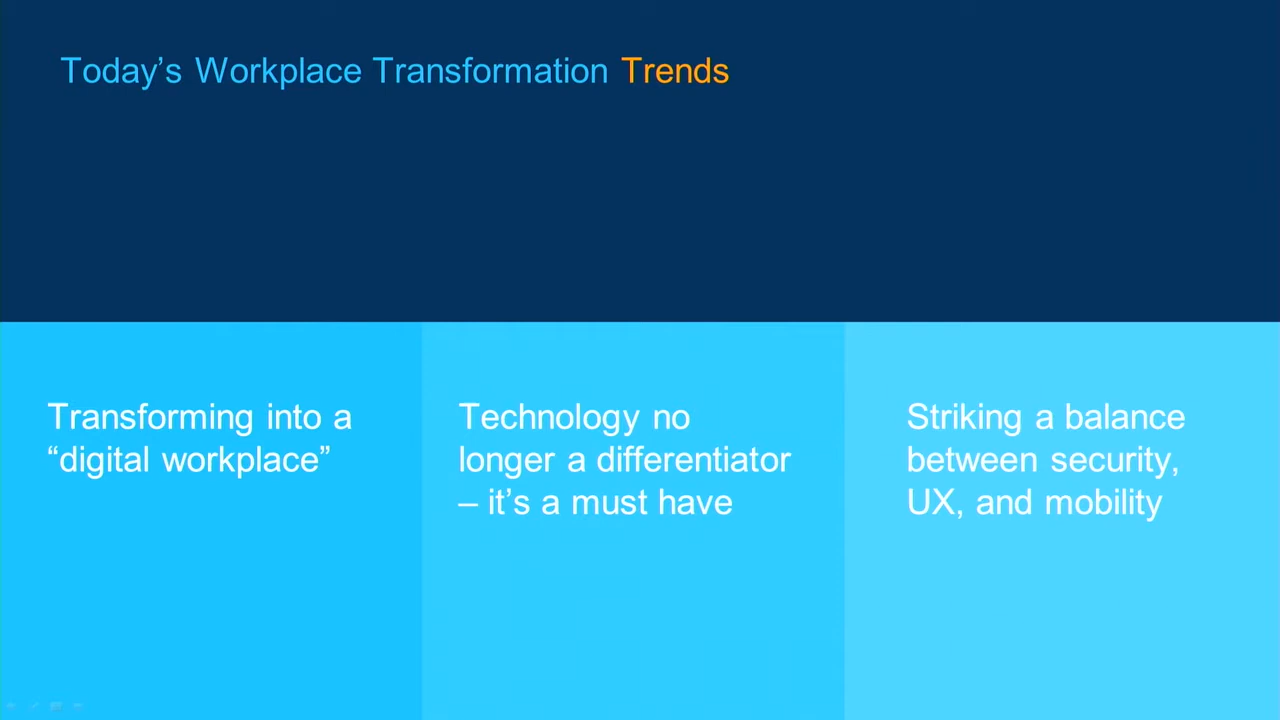 Today’s Workplace Transformation Trends
Transforming into a
“digital workplace”
Technology no
longer a differentiator
– it’s a must have
Striking a balance
between security,
UX, and mobility